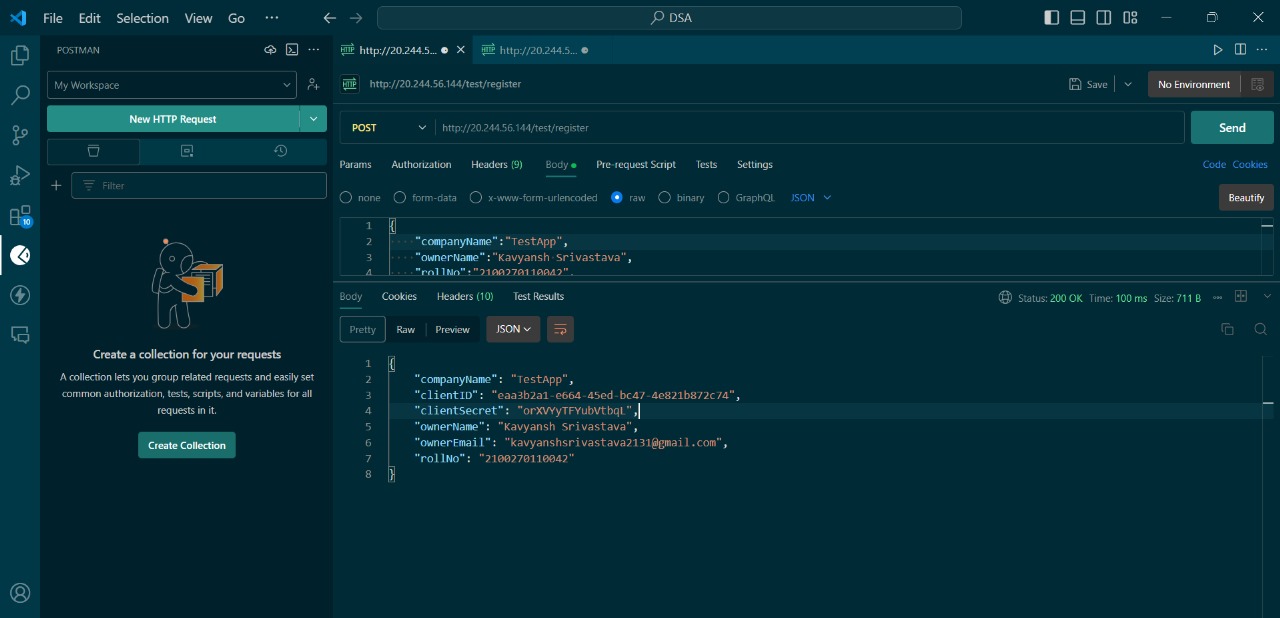 File Edit Selection View Go ··· DSA
POSTMAN
http://20.244.5... http://20.244.5...
My Workspace
http://20.244.56.144/test/register Save No Environment
New HTTP Request
POST http://20.244.56.144/test/register Send
Params Authorization Headers (9) Body Pre-request Script Tests Settings Code Cookies
Filter
none form-data x-www-form-urlencoded raw binary GraphQL JSON Beautify
10
1 {
2 ····"companyName":"TestApp",
3 ····"ownerName":"Kavyansh·Srivastava",
4 ····"rollNo":"2100270110042",
Body Cookies Headers (10) Test Results Status: 200 OK Time: 100 ms Size: 711 B
Pretty Raw Preview JSON
1 {
2 "companyName": "TestApp",
3 "clientID": "eaa3b2a1-e664-45ed-bc47-4e821b872c74",
4 "clientSecret": "orXVYyTFYubVtbqL",
5 "ownerName": "Kavyansh Srivastava",
6 "ownerEmail": "kavyanshsrivastava2131@gmail.com",
7 "rollNo": "2100270110042"
8 }
Create a collection for your requests
A collection lets you group related requests and easily set
common authorization, tests, scripts, and variables for all
requests in it.
Create Collection